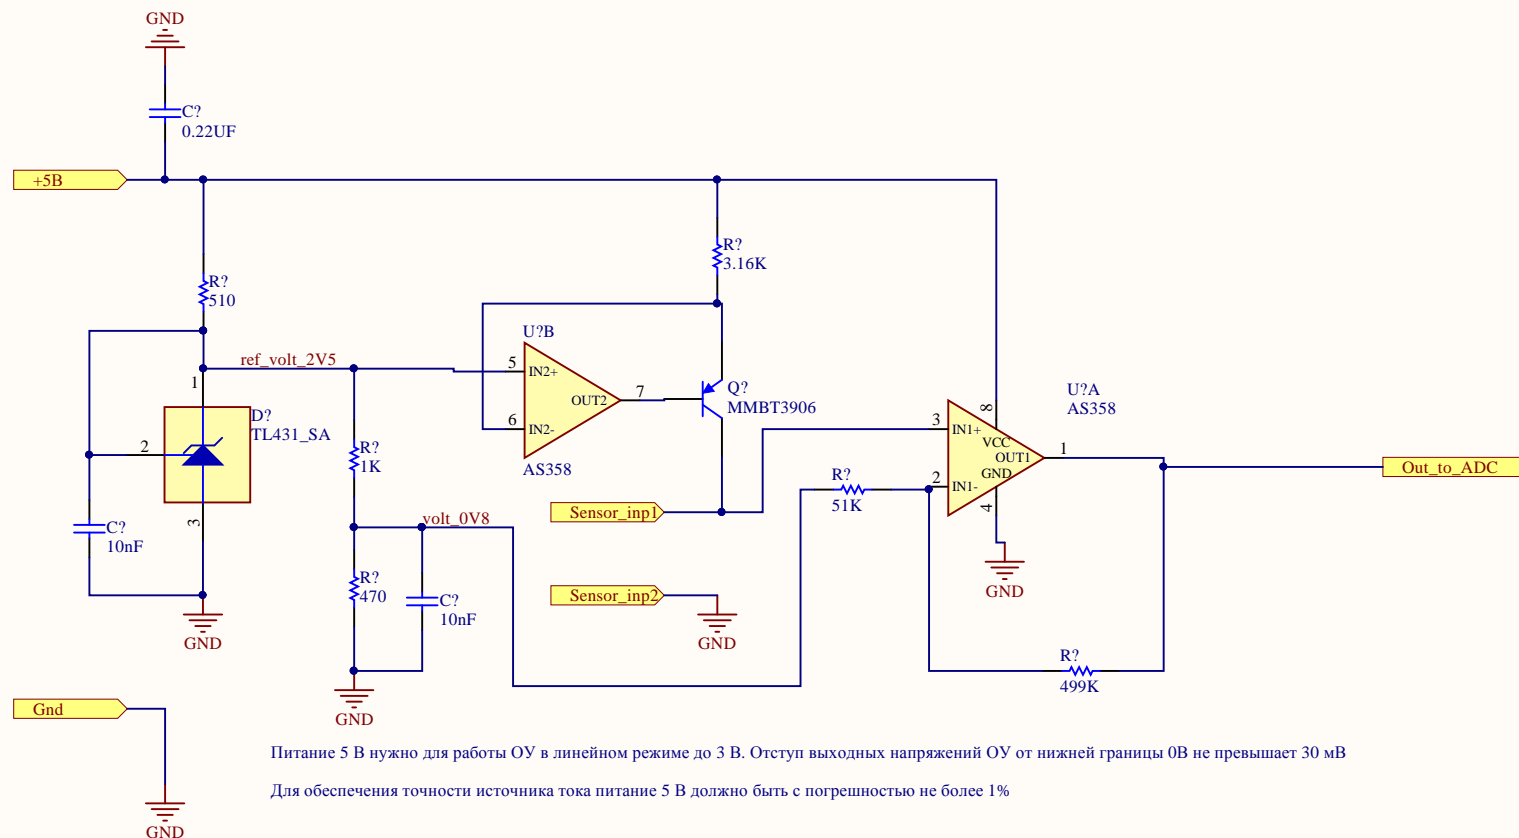 GND
C?
0.22UF
+5В
R?
3.16K
R?
510
U?B
ref_volt_2V5
1
5
IN2+
OUT2
7
6
IN2-
AS358
Q?
MMBT3906
U?A
AS358
8
3
IN1+
VCC
OUT1
1
GND
2
IN1-
4
GND
Out_to_ADC
D?
TL431_SA
2
3
R?
1K
R?
51K
Sensor_inp1
volt_0V8
C?
10nF
R?
470
C?
10nF
Sensor_inp2
GND
GND
GND
R?
499K
Gnd
GND
Питание 5 В нужно для работы ОУ в линейном режиме до 3 В. Отступ выходных напряжений ОУ от нижней границы 0В не превышает 30 мВ
Для обеспечения точности источника тока питание 5 В должно быть с погрешностью не более 1%